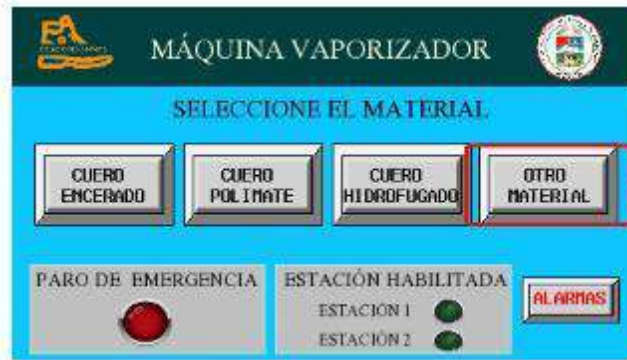 MÁQUINA VAPORIZADOR
SELECCIONE EL MATERIAL
CUERO
ENCERADO
CUERO
POLIMATE
CUERO
HIDROFUGADO
OTRO
MATERIAL
PARO DE EMERGENCIA
ESTACIÓN HABILITADA
ESTACIÓN 1
ESTACIÓN 2
ALARMAS